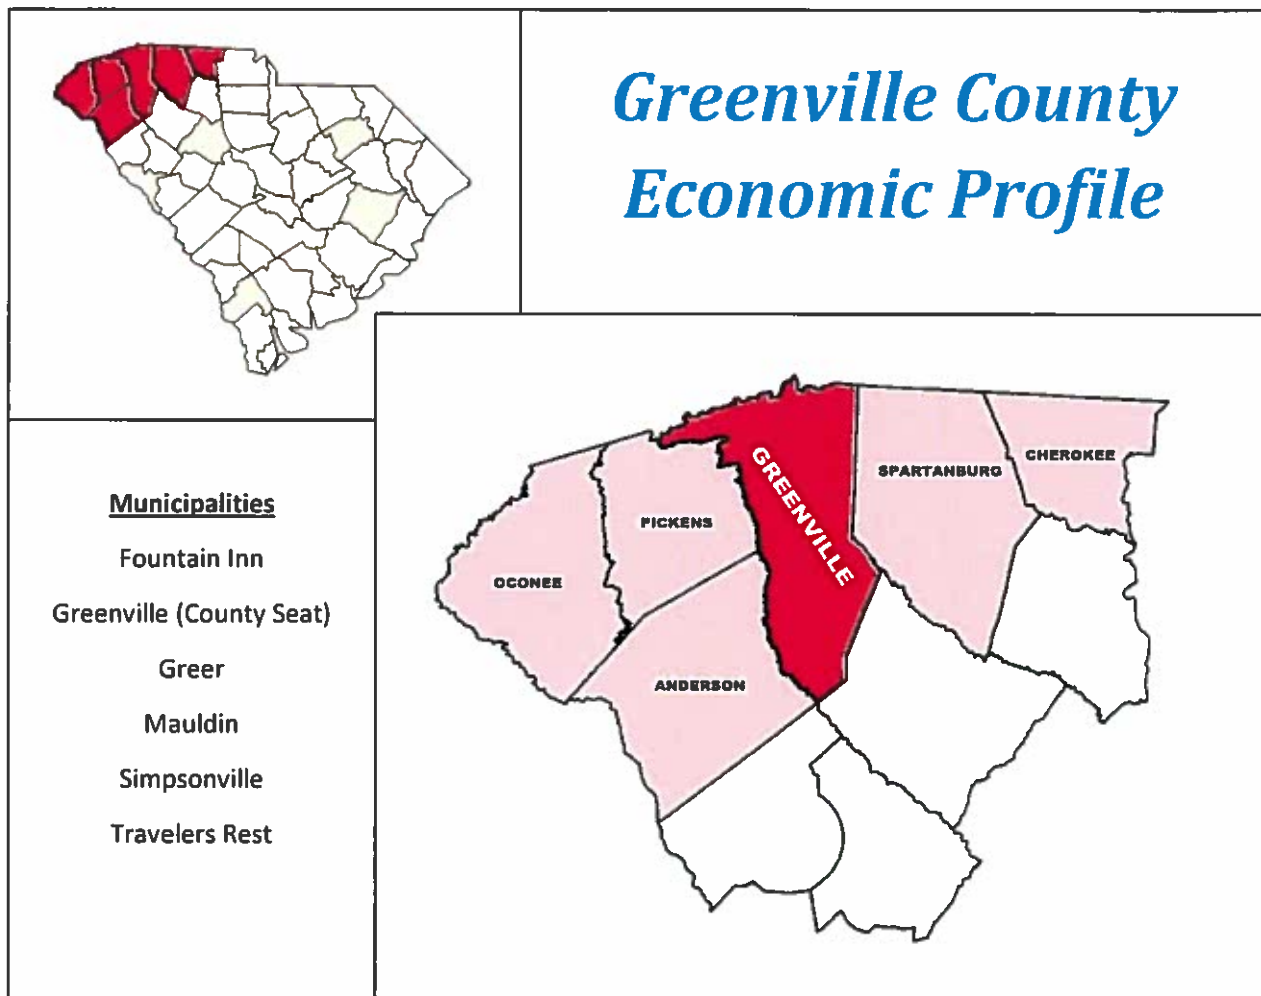 Greenville County
Economic Profile
Municipalities
Fountain Inn
Greenville (County Seat)
Greer
Mauldin
Simpsonville
Travelers Rest
GREENVILLE
SPARTANBURG
CHEROKEE
PICKENS
OCONEE
ANDERSON